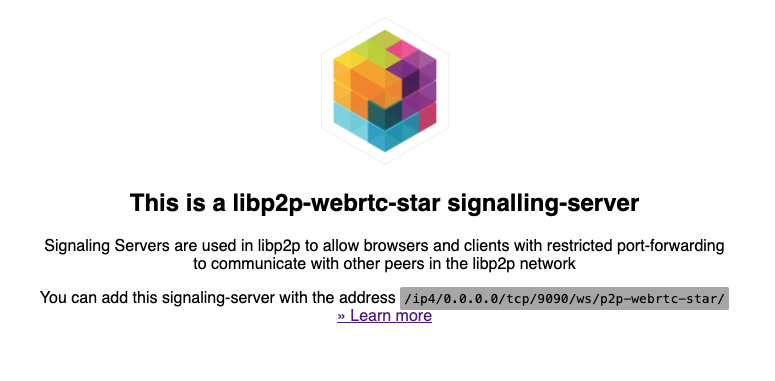 This is a libp2p-webrtc-star signalling-server
Signaling Servers are used in libp2p to allow browsers and clients with restricted port-forwarding
to communicate with other peers in the libp2p network
You can add this signaling-server with the address /ip4/0.0.0.0/tcp/9090/ws/p2p-webrtc-star/
» Learn more